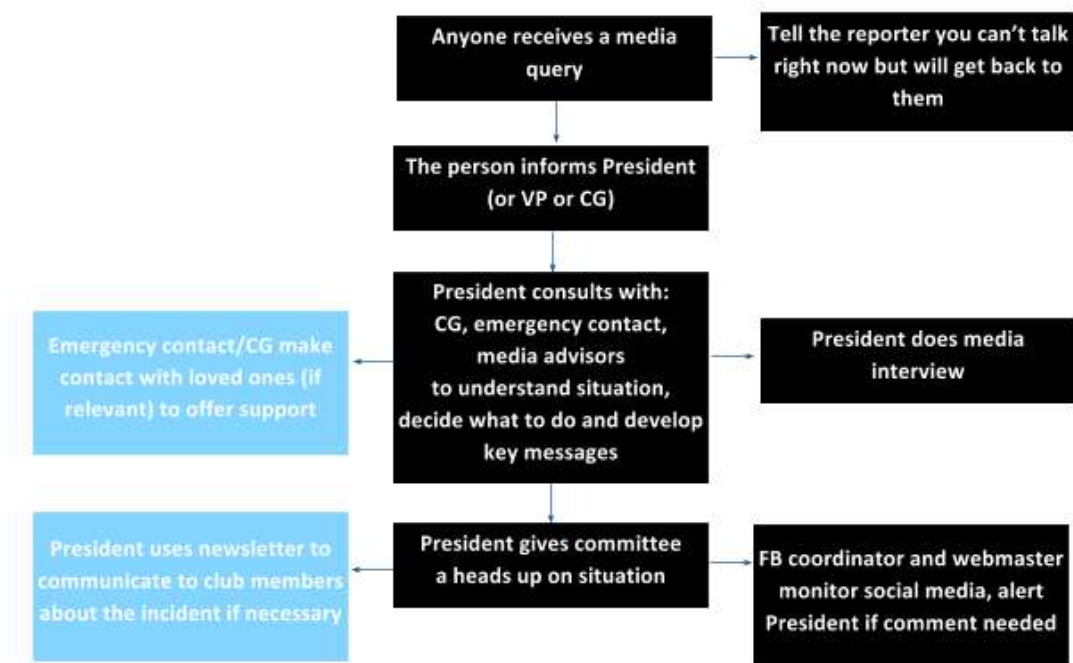 Anyone receives a media
query
Tell the reporter you can’t talk
right now but will get back to
them
The person informs President
(or VP or CG)
President consults with:
CG, emergency contact,
media advisors
to understand situation,
decide what to do and develop
key messages
Emergency contact/CG make
contact with loved ones (if
relevant) to offer support
President does media
interview
President gives committee
a heads up on situation
President uses newsletter to
communicate to club members
about the incident if necessary
FB coordinator and webmaster
monitor social media, alert
President if comment needed